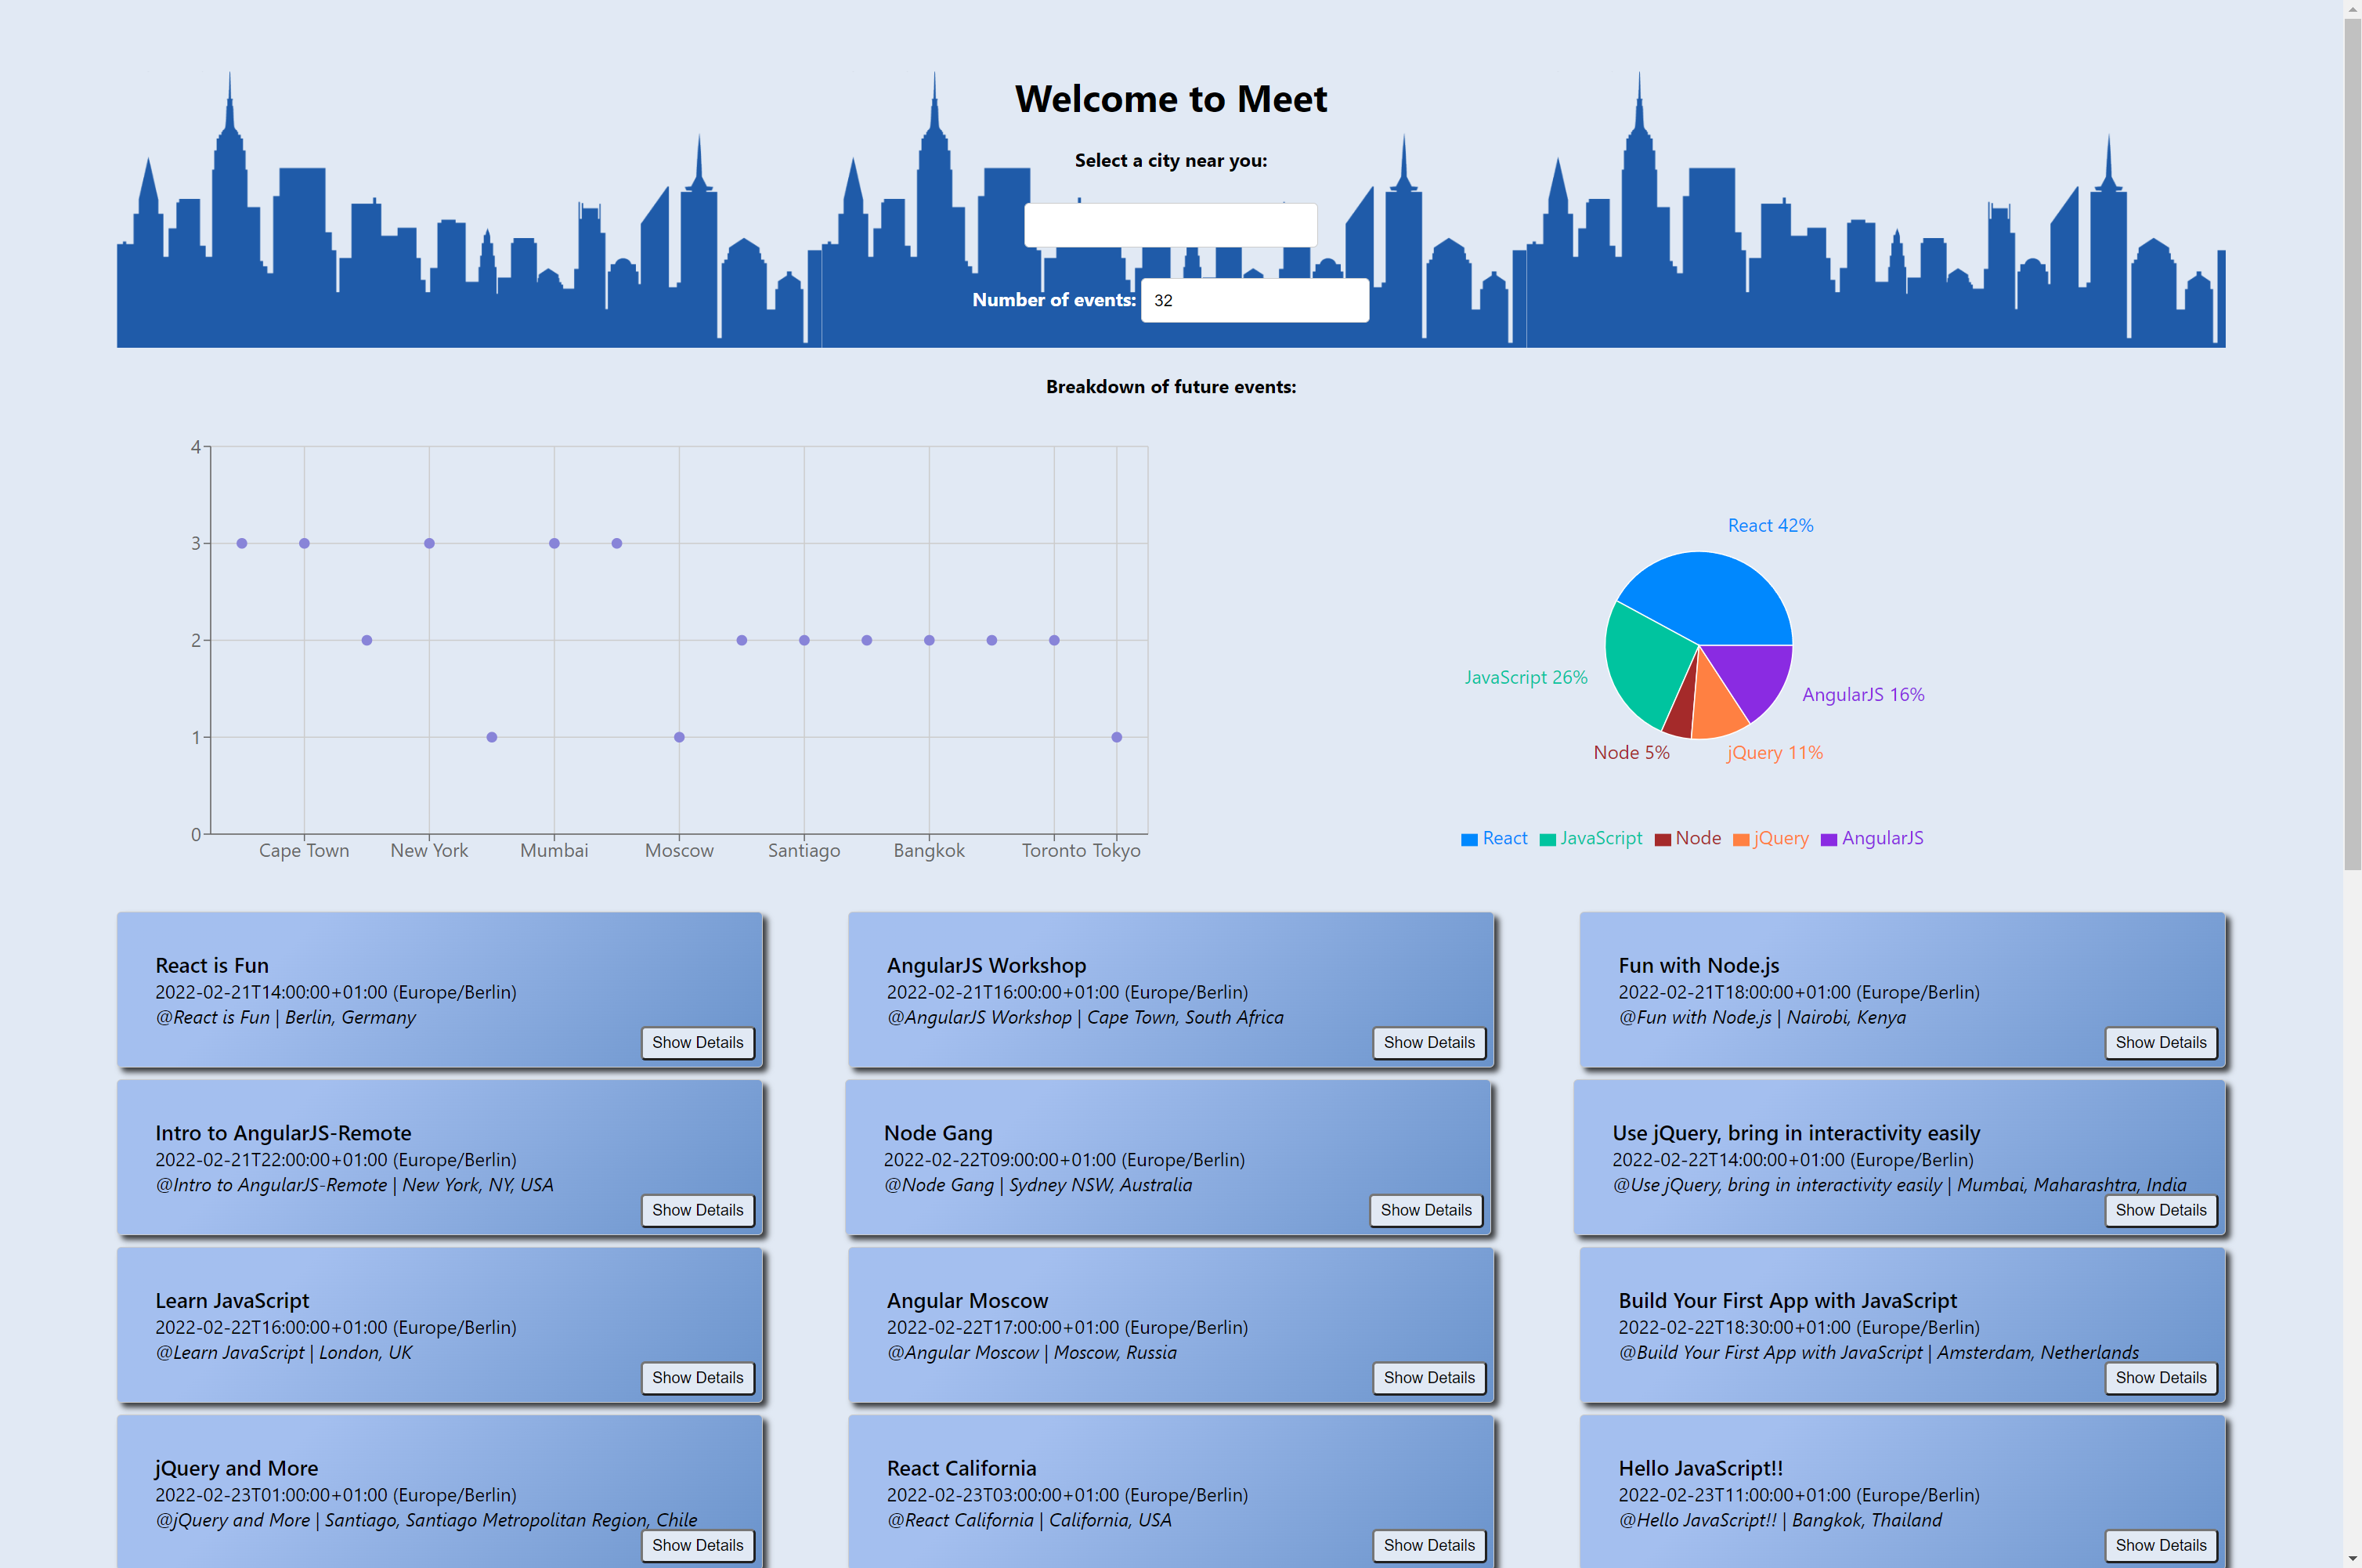 Welcome to Meet
Select a city near you:
Number of events: 32
Breakdown of future events:
4
3
2
1
0
Cape Town New York Mumbai Moscow Santiago Bangkok Toronto Tokyo
React 42%
JavaScript 26%
AngularJS 16%
Node 5%
jQuery 11%
React JavaScript Node jQuery AngularJS
React is Fun
2022-02-21T14:00:00+01:00 (Europe/Berlin)
@React is Fun | Berlin, Germany
Show Details
AngularJS Workshop
2022-02-21T16:00:00+01:00 (Europe/Berlin)
@AngularJS Workshop | Cape Town, South Africa
Show Details
Fun with Node.js
2022-02-21T18:00:00+01:00 (Europe/Berlin)
@Fun with Node.js | Nairobi, Kenya
Show Details
Intro to AngularJS-Remote
2022-02-21T22:00:00+01:00 (Europe/Berlin)
@Intro to AngularJS-Remote | New York, NY, USA
Show Details
Node Gang
2022-02-22T09:00:00+01:00 (Europe/Berlin)
@Node Gang | Sydney NSW, Australia
Show Details
Use jQuery, bring in interactivity easily
2022-02-22T14:00:00+01:00 (Europe/Berlin)
@Use jQuery, bring in interactivity easily | Mumbai, Maharashtra, India
Show Details
Learn JavaScript
2022-02-22T16:00:00+01:00 (Europe/Berlin)
@Learn JavaScript | London, UK
Show Details
Angular Moscow
2022-02-22T17:00:00+01:00 (Europe/Berlin)
@Angular Moscow | Moscow, Russia
Show Details
Build Your First App with JavaScript
2022-02-22T18:30:00+01:00 (Europe/Berlin)
@Build Your First App with JavaScript | Amsterdam, Netherlands
Show Details
jQuery and More
2022-02-23T01:00:00+01:00 (Europe/Berlin)
@jQuery and More | Santiago, Santiago Metropolitan Region, Chile
Show Details
React California
2022-02-23T03:00:00+01:00 (Europe/Berlin)
@React California | California, USA
Show Details
Hello JavaScript!!
2022-02-23T11:00:00+01:00 (Europe/Berlin)
@Hello JavaScript!! | Bangkok, Thailand
Show Details